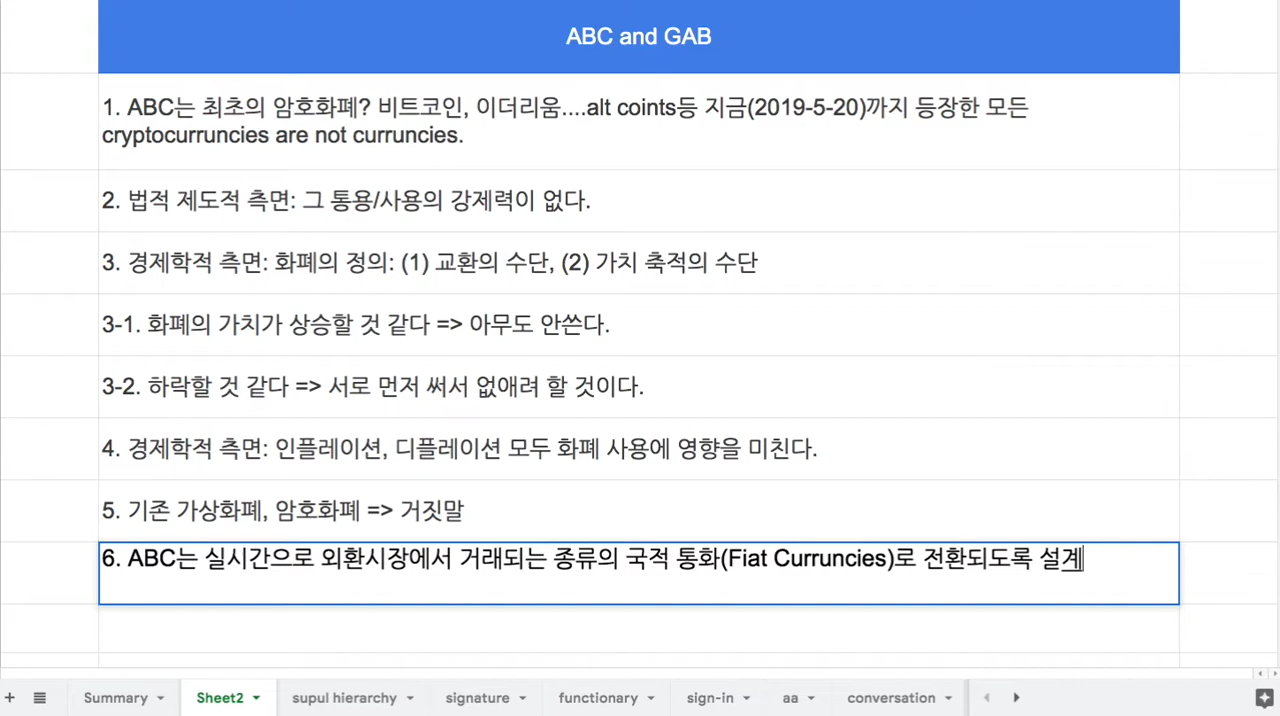 ABC and GAB
1. ABC는 최초의 암호화폐? 비트코인, 이더리움....alt coints등 지금(2019-5-20)까지 등장한 모든
cryptocurruncies are not curruncies.
2. 법적 제도적 측면: 그 통용/사용의 강제력이 없다.
3. 경제학적 측면: 화폐의 정의: (1) 교환의 수단, (2) 가치 축적의 수단
3-1. 화폐의 가치가 상승할 것 같다 => 아무도 안쓴다.
3-2. 하락할 것 같다 => 서로 먼저 써서 없애려 할 것이다.
4. 경제학적 측면: 인플레이션, 디플레이션 모두 화폐 사용에 영향을 미친다.
5. 기존 가상화폐, 암호화폐 => 거짓말
6. ABC는 실시간으로 외환시장에서 거래되는 종류의 국적 통화(Fiat Curruncies)로 전환되도록 설계
+ Summary Sheet2 supul hierarchy signature functionary sign-in aa conversation